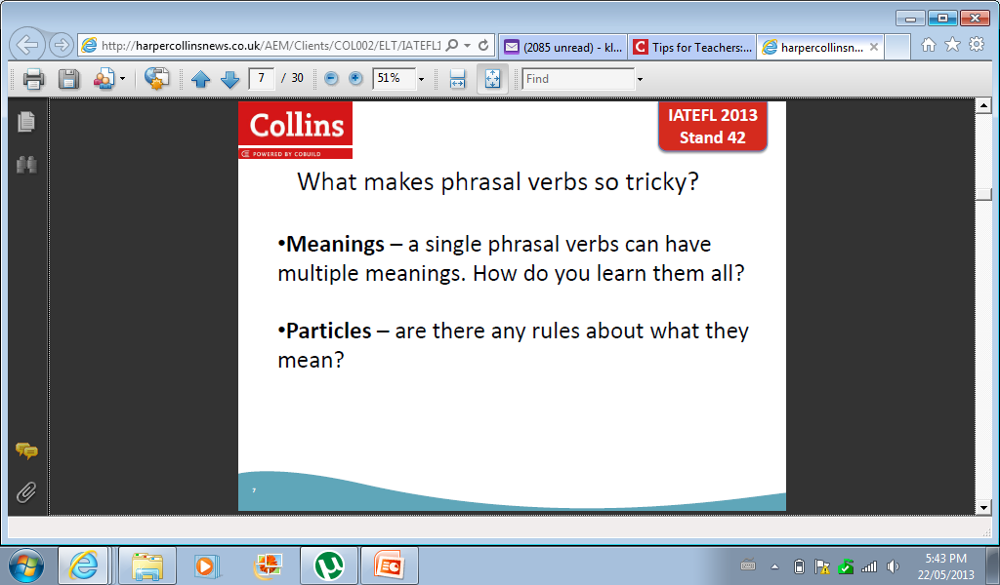 http://harpercollinsnews.co.uk/AEM/Clients/COL002/ELT/IATEFL1
(2085 unread) - kl...
Tips for Teachers:...
harpercollinsn...
7 / 30
51%
Find
Collins
POWERED BY COBUILD
IATEFL 2013
Stand 42
What makes phrasal verbs so tricky?
•Meanings – a single phrasal verbs can have
multiple meanings. How do you learn them all?
•Particles – are there any rules about what they
mean?
7
5:43 PM
22/05/2013